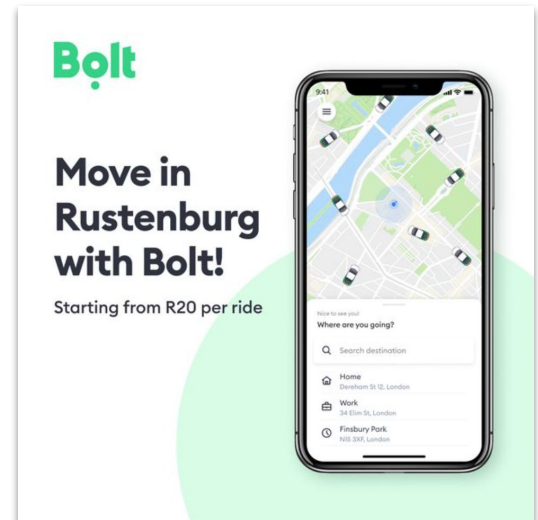 Bolt
Move in
Rustenburg
with Bolt!
Starting from R20 per ride
9:41
Nice to see you!
Where are you going?
Search destination
Home
Dereham St 12, London
Work
34 Elm St, London
Finsbury Park
N15 3XF, London